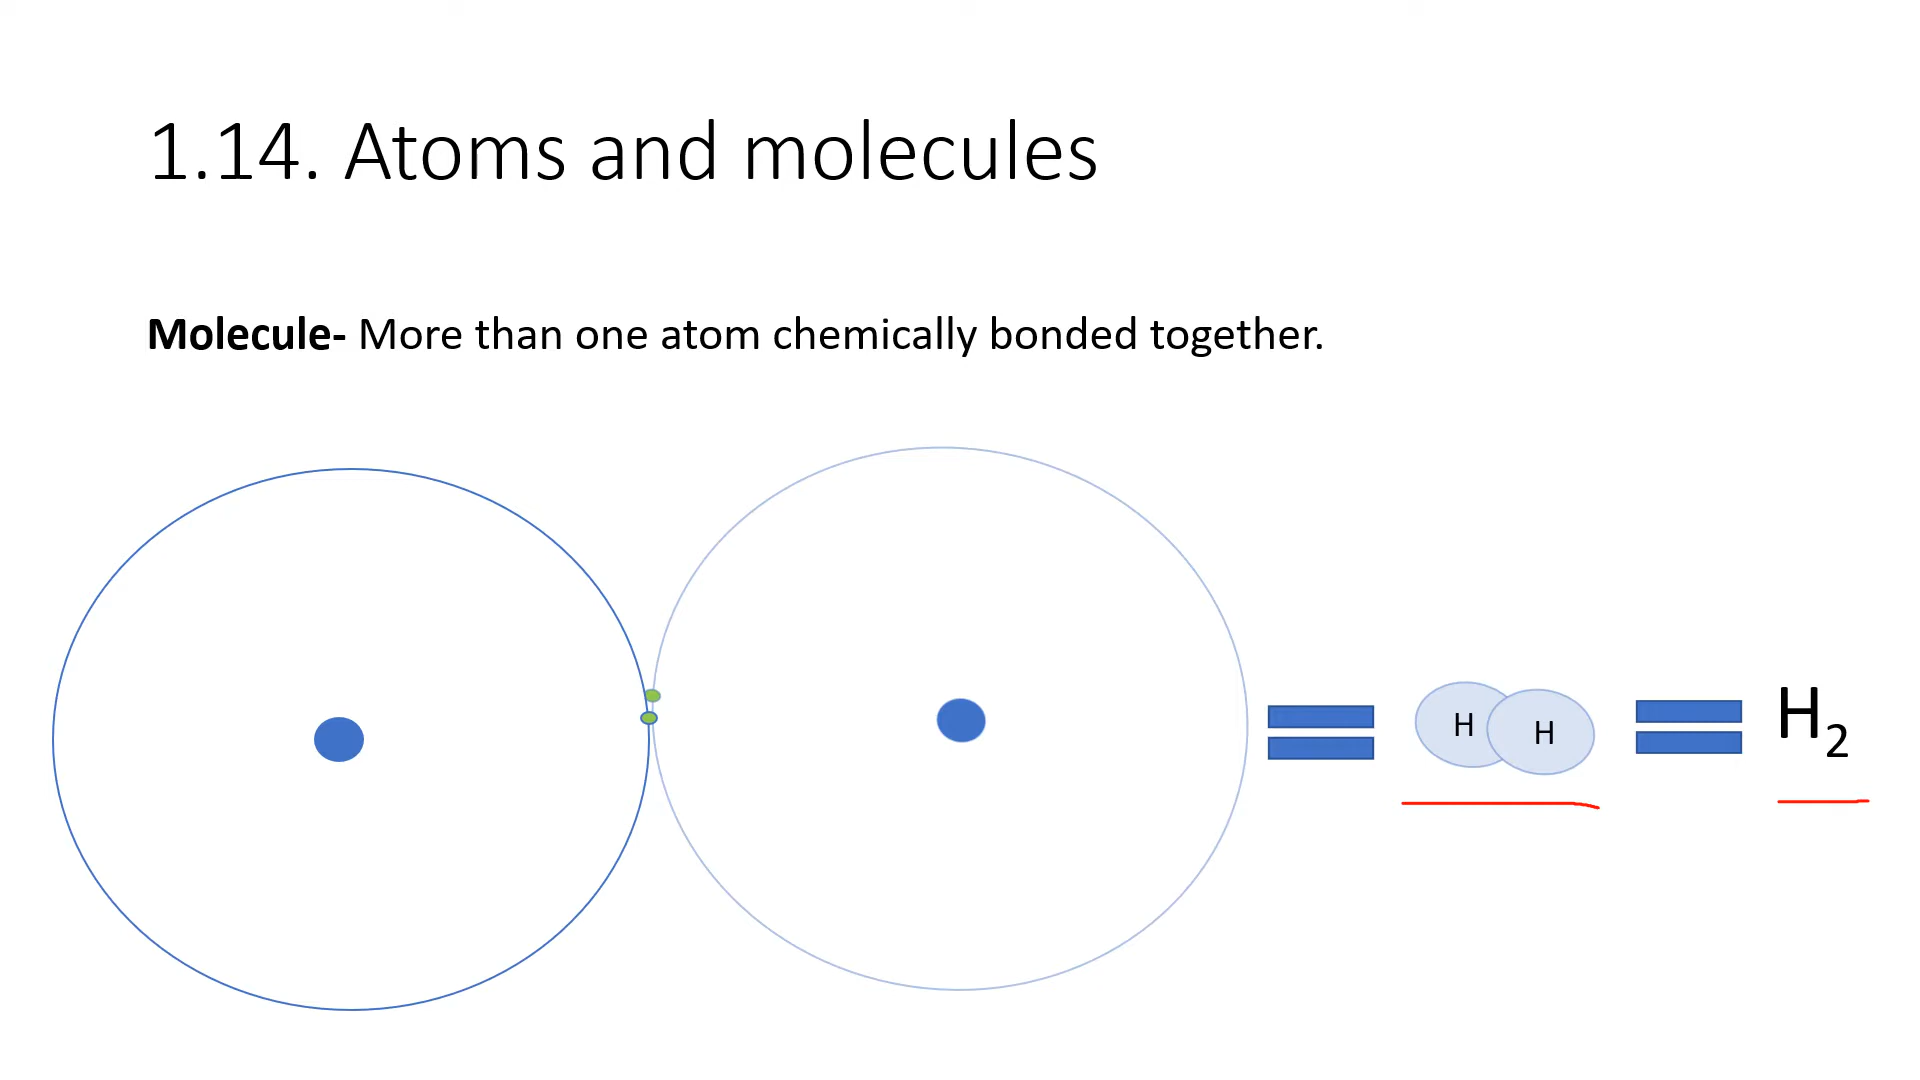 1.14. Atoms and molecules
Molecule- More than one atom chemically bonded together.
H H
H₂